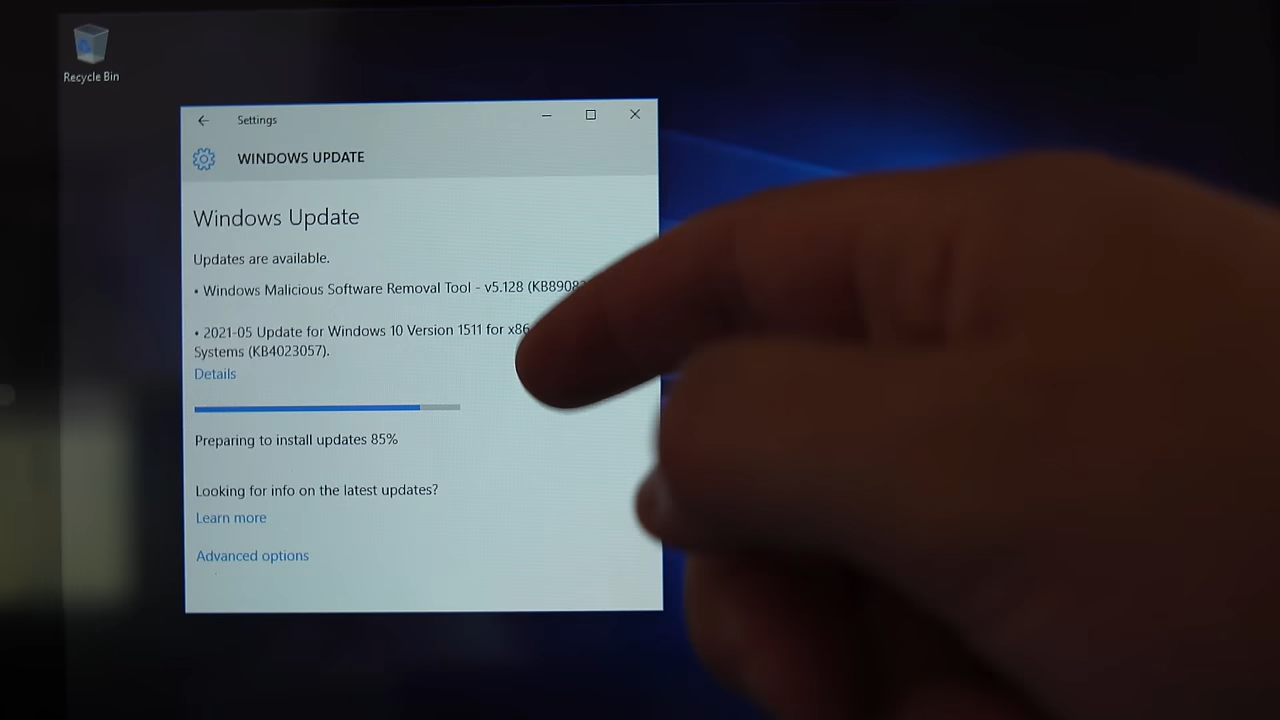 Recycle Bin
Settings
WINDOWS UPDATE
Windows Update
Updates are available.
• Windows Malicious Software Removal Tool - v5.128
• 2021-05 Update for Windows 10 Version 1511 for x86
Systems (KB4023057).
Details
Preparing to install updates 85%
Looking for info on the latest updates?
Learn more
Advanced options